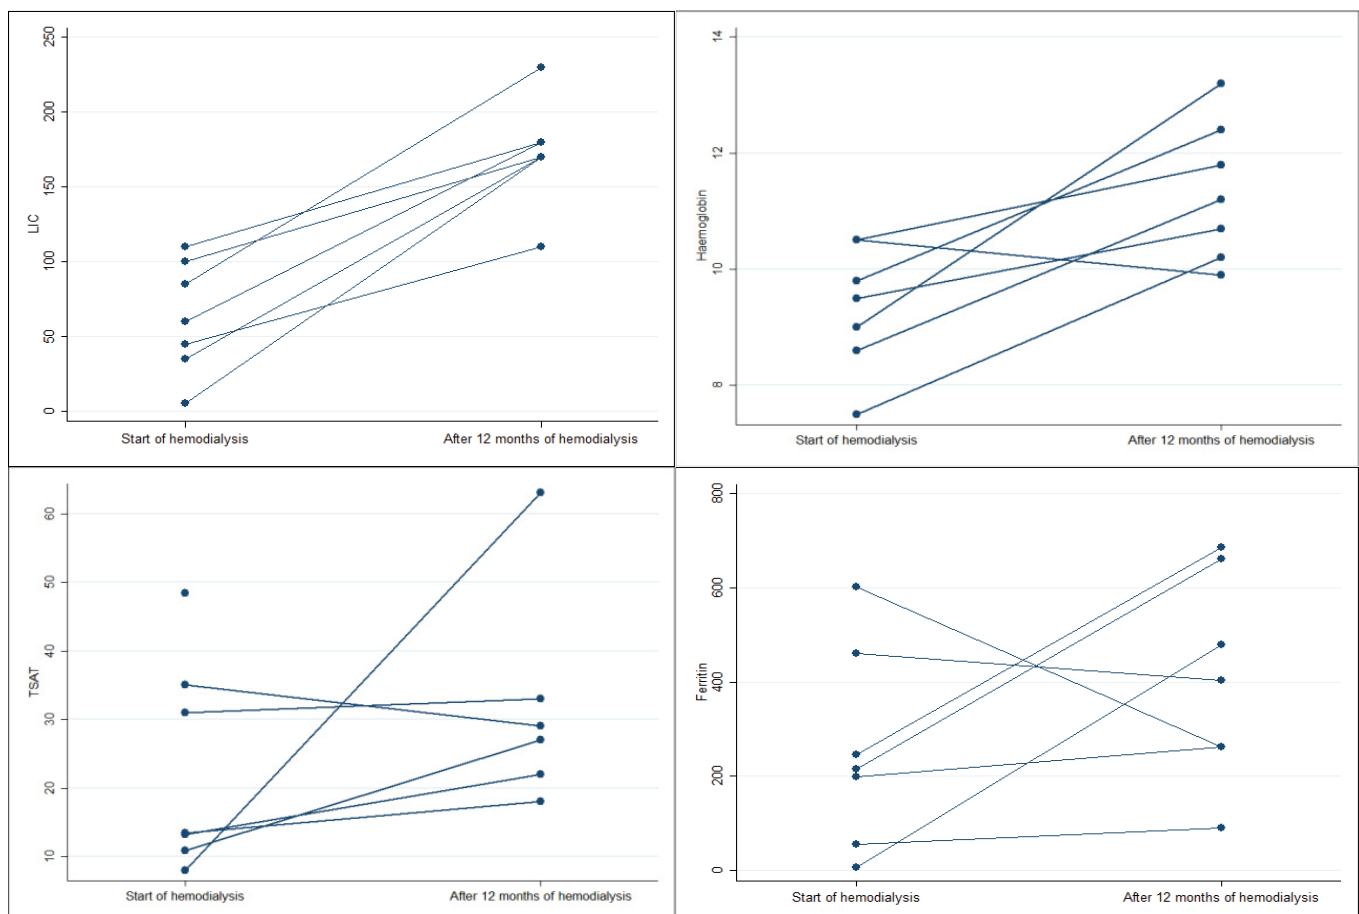 250
200
150
100
50
0
LIC
Start of hemodialysis
After 12 months of hemodialysis
14
12
10
8
Haemoglobin
Start of hemodialysis
After 12 months of hemodialysis
60
50
40
30
20
10
TSAT
Start of hemodialysis
After 12 months of hemodialysis
800
600
400
200
0
Ferritin
Start of hemodialysis
After 12 months of hemodialysis